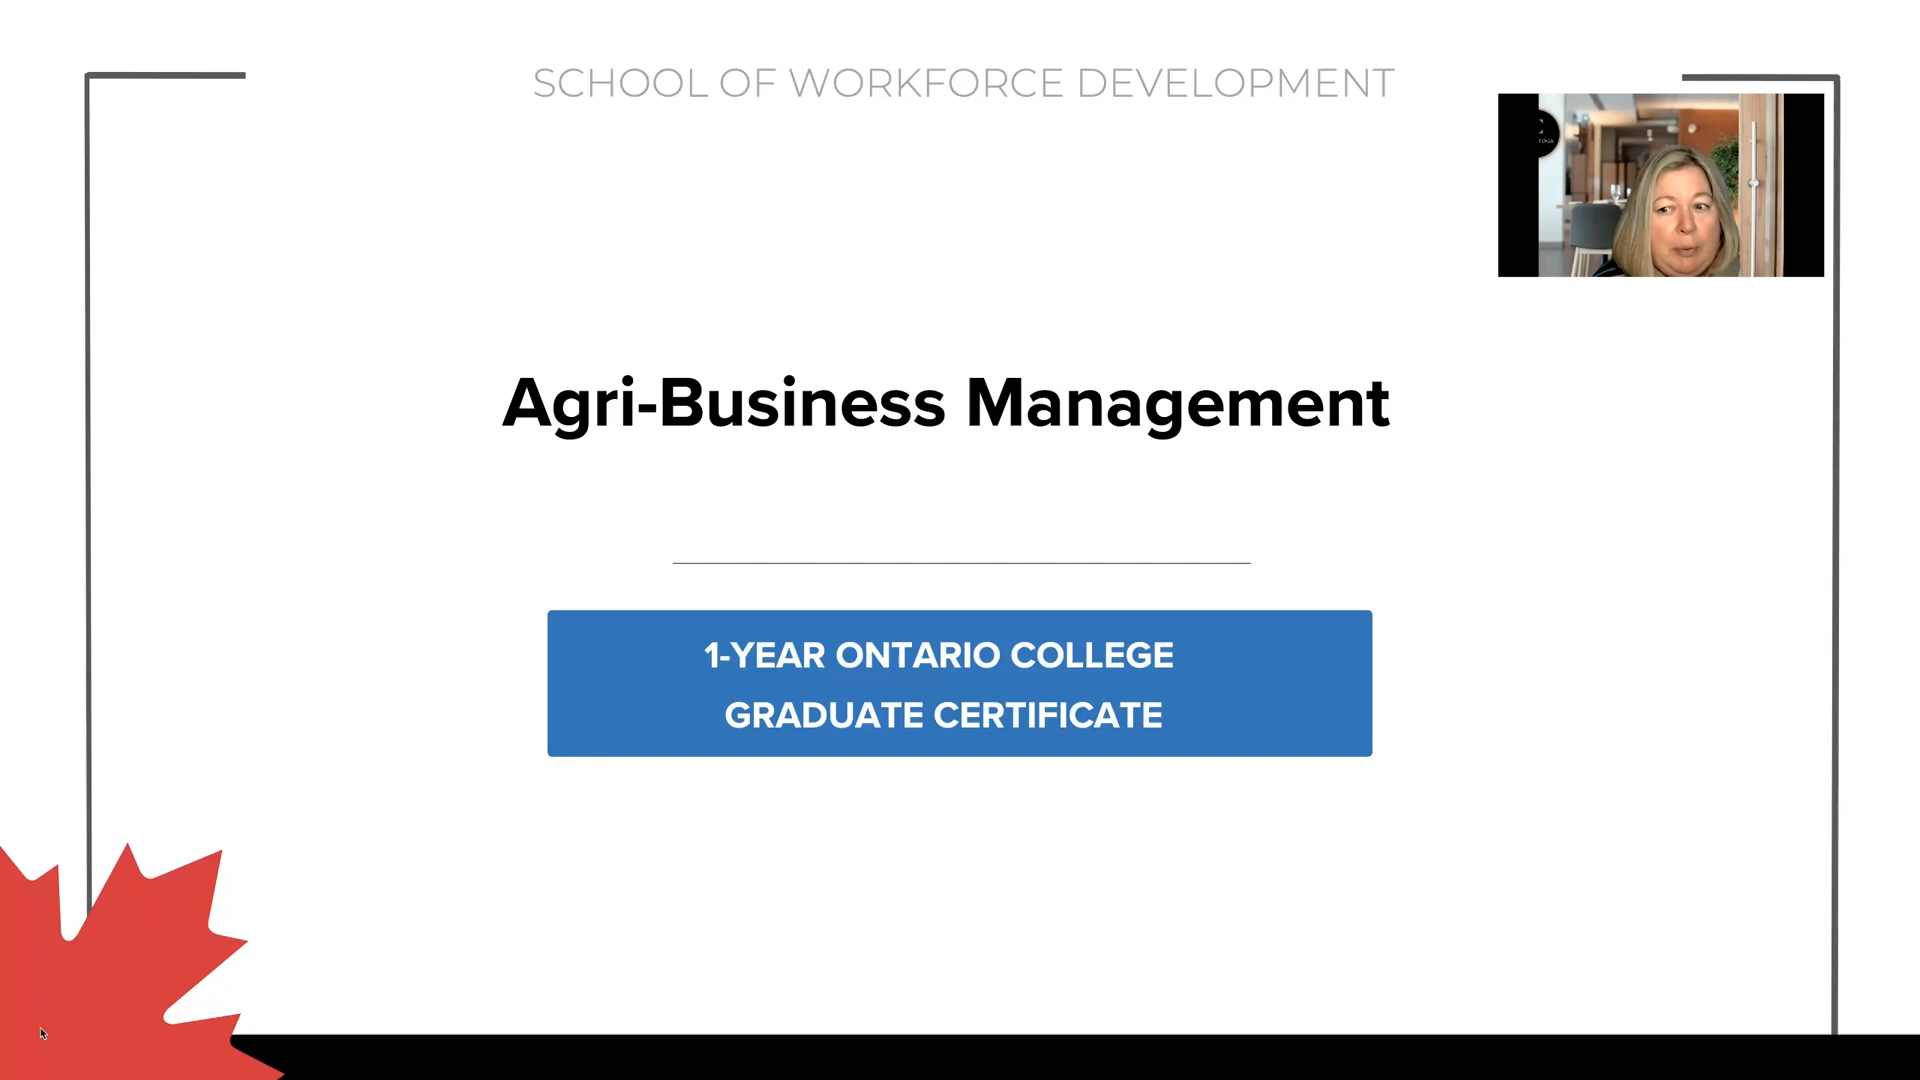 SCHOOL OF WORKFORCE DEVELOPMENT
Agri-Business Management
1-YEAR ONTARIO COLLEGE
GRADUATE CERTIFICATE